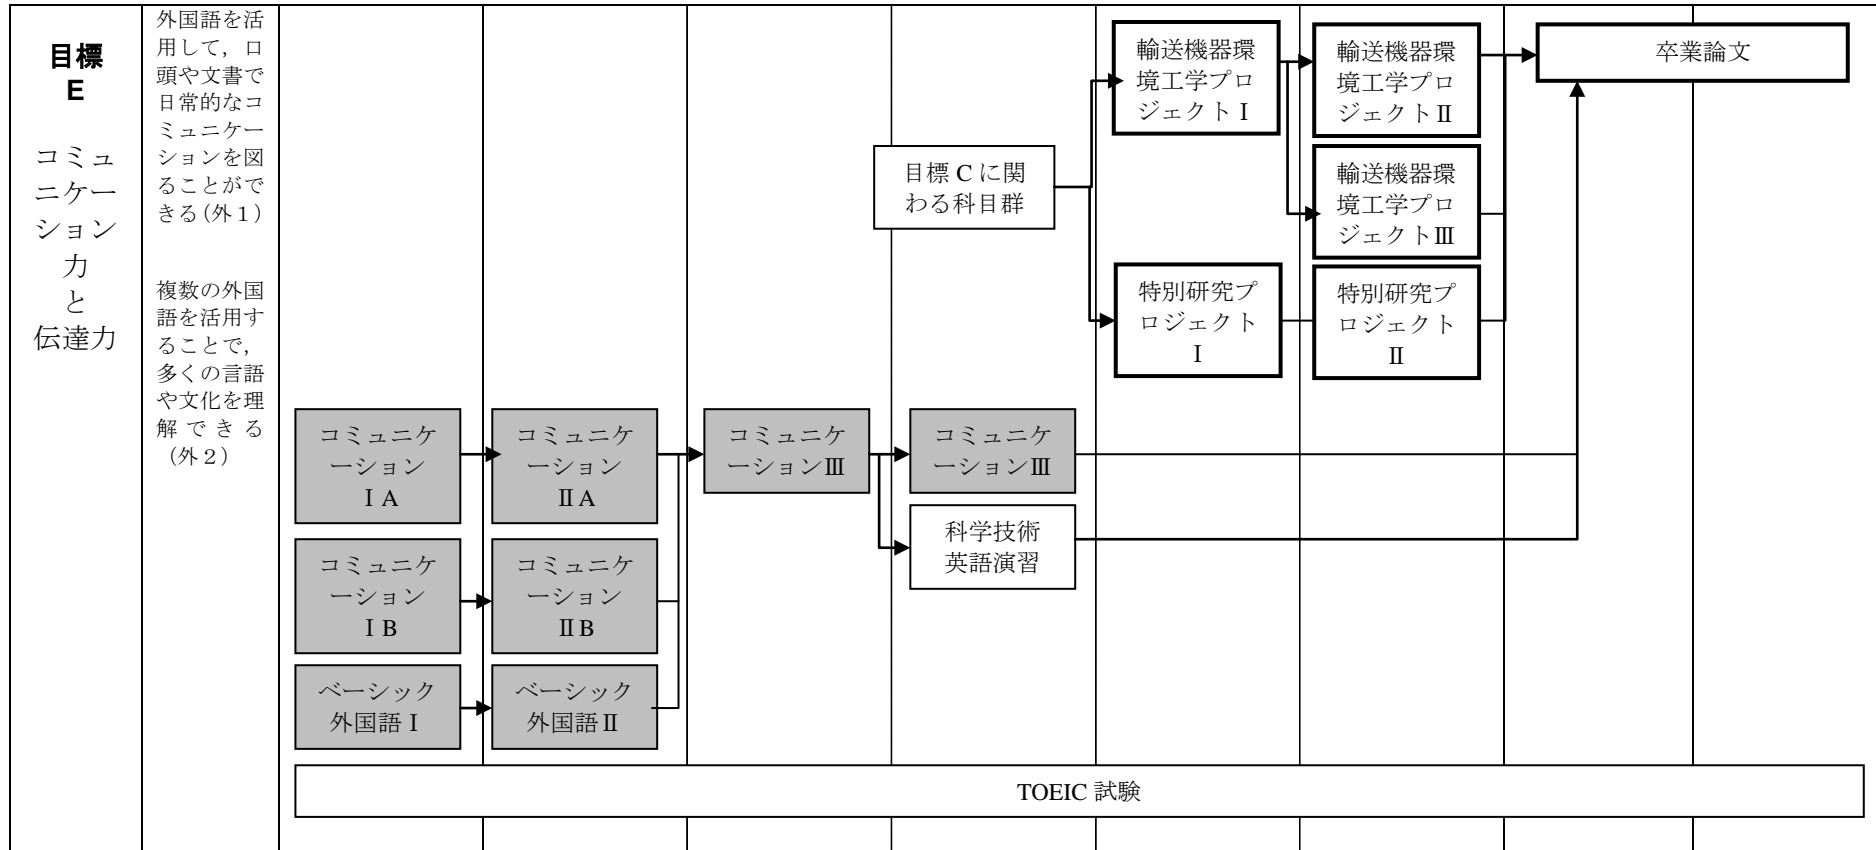 目標
E
コミュ
ニケー
ション
力
と
伝達力
外国語を活
用して，口
頭や文書で
日常的なコ
ミュニケー
ションを図
ることがで
きる（外１）
複数の外国
語を活用す
ることで，
多くの言語
や文化を理
解できる
（外２）
輸送機器環
境工学プロ
ジェクトⅠ
輸送機器環
境工学プロ
ジェクトⅡ
卒業論文
目標 C に関
わる科目群
輸送機器環
境工学プロ
ジェクトⅢ
特別研究プ
ロジェクト
Ⅰ
特別研究プ
ロジェクト
Ⅱ
コミュニケ
ーション
ⅠA
コミュニケ
ーション
ⅡA
コミュニケ
ーションⅢ
コミュニケ
ーションⅢ
科学技術
英語演習
コミュニケ
ーション
ⅠB
コミュニケ
ーション
ⅡB
ベーシック
外国語Ⅰ
ベーシック
外国語Ⅱ
TOEIC 試験